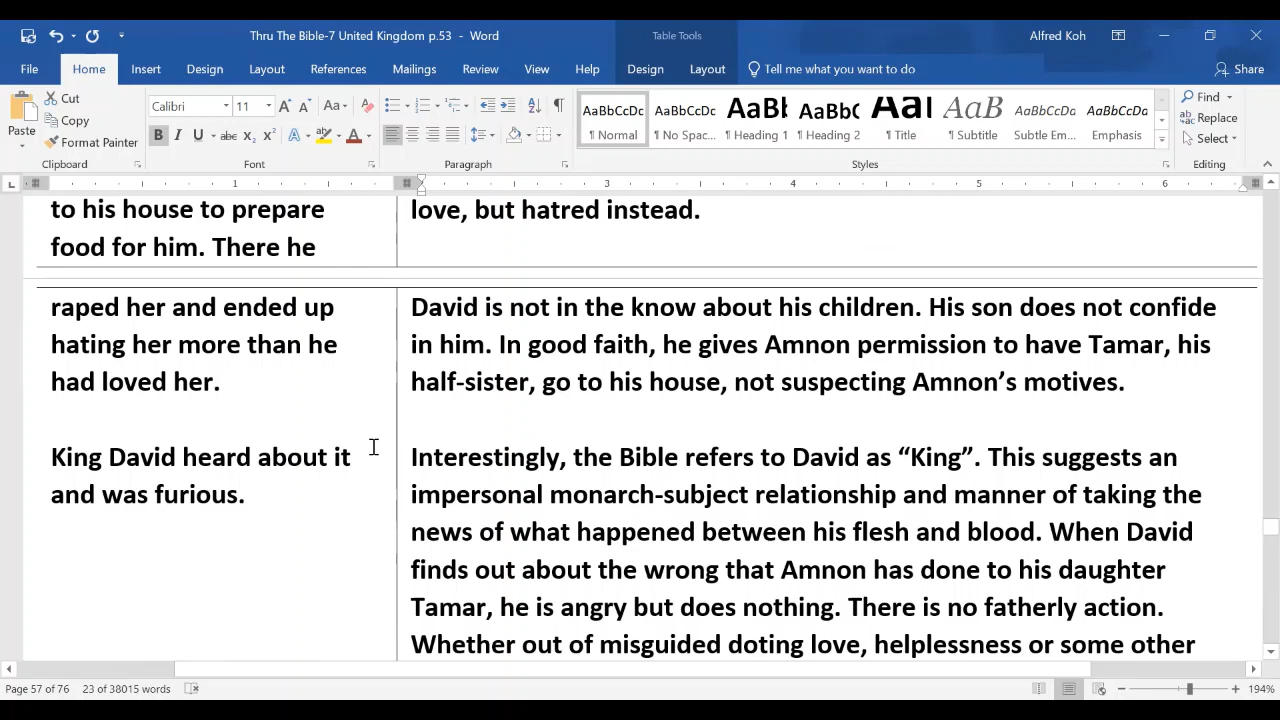 Thru The Bible-7 United Kingdom p.53 - Word
Table Tools
Alfred Koh
File Home Insert Design Layout References Mailings Review View Help Design Layout Tell me what you want to do Share
Paste
Cut
Copy
Format Painter
Clipboard
Calibri 11
Font
Paragraph
AaBbCcDc ¶ Normal
AaBbCcDc ¶ No Spac...
AaBbC ¶ Heading 1
AaBbCc ¶ Heading 2
AaB ¶ Title
AaB ¶ Subtitle
AaBbCcDc Subtle Em...
AaBbCcDc Emphasis
Styles
Find
Replace
Select
Editing
1 3 4 5 6
to his house to prepare
food for him. There he
raped her and ended up
hating her more than he
had loved her.
King David heard about it
and was furious.
love, but hatred instead.
David is not in the know about his children. His son does not confide
in him. In good faith, he gives Amnon permission to have Tamar, his
half-sister, go to his house, not suspecting Amnon’s motives.
Interestingly, the Bible refers to David as “King”. This suggests an
impersonal monarch-subject relationship and manner of taking the
news of what happened between his flesh and blood. When David
finds out about the wrong that Amnon has done to his daughter
Tamar, he is angry but does nothing. There is no fatherly action.
Whether out of misguided doting love, helplessness or some other
Page 57 of 76 23 of 38015 words 194%